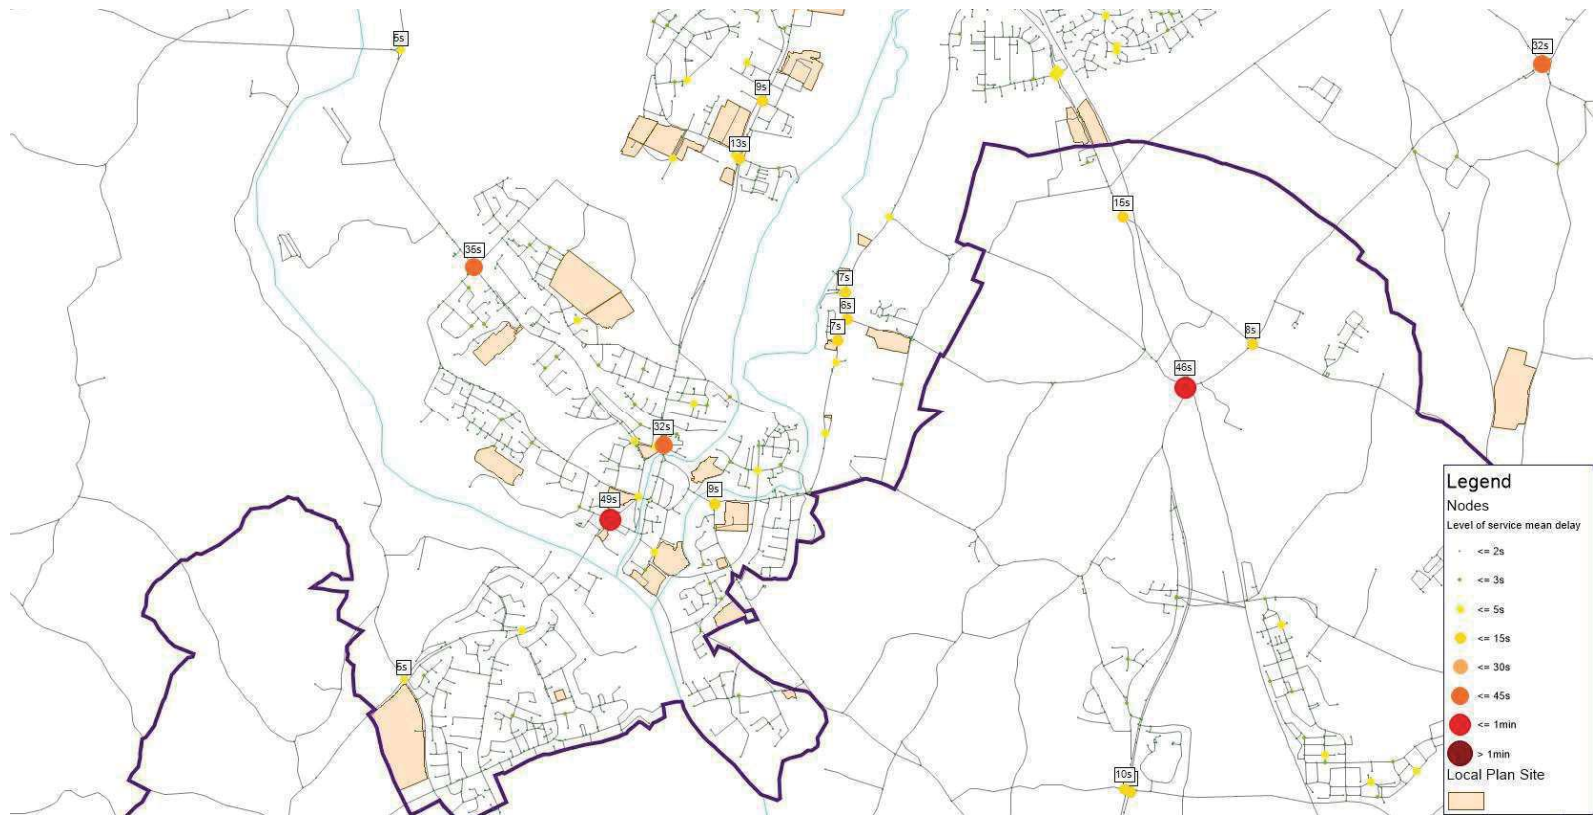 5s
32s
9s
13s
15s
35s
7s
6s
8s
7s
46s
32s
9s
49s
5s
10s
Legend
Nodes
Level of service mean delay
<= 2s
<= 3s
<= 5s
<= 15s
<= 30s
<= 45s
<= 1min
> 1min
Local Plan Site